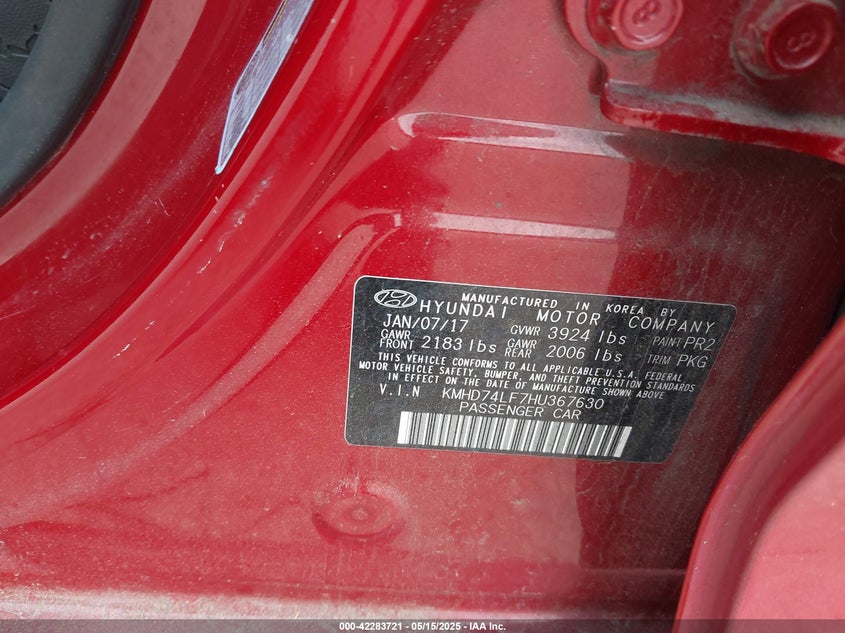 MANUFACTURED IN KOREA BY
HYUNDAI MOTOR COMPANY
JAN/07/17 GVWR 3924 lbs PAINT PR2
GAWR FRONT 2183 lbs GAWR REAR 2006 lbs TRIM PKG
THIS VEHICLE CONFORMS TO ALL APPLICABLE U.S.A. FEDERAL
MOTOR VEHICLE SAFETY, BUMPER, AND THEFT PREVENTION STANDARDS
IN EFFECT ON THE DATE OF MANUFACTURE SHOWN ABOVE
V.I.N KMHD74LF7HU367630
PASSENGER CAR
8
8
000-42283721 - 05/15/2025 - IAA Inc.